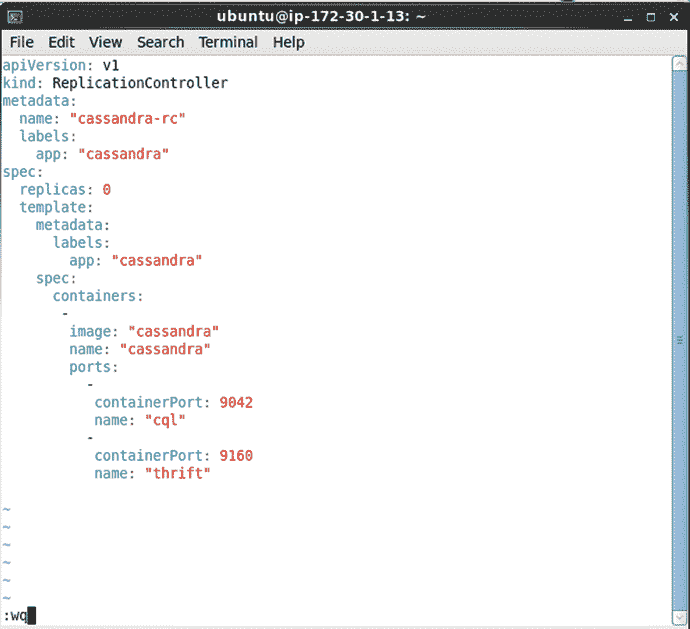 ubuntu@ip-172-30-1-13: ~
File Edit View Search Terminal Help
apiVersion: v1
kind: ReplicationController
metadata:
  name: "cassandra-rc"
  labels:
    app: "cassandra"
spec:
  replicas: 0
  template:
    metadata:
      labels:
        app: "cassandra"
    spec:
      containers:
       -
        image: "cassandra"
        name: "cassandra"
        ports:
          -
           containerPort: 9042
           name: "cql"
          -
           containerPort: 9160
           name: "thrift"
~
~
~
~
~
~
:wq